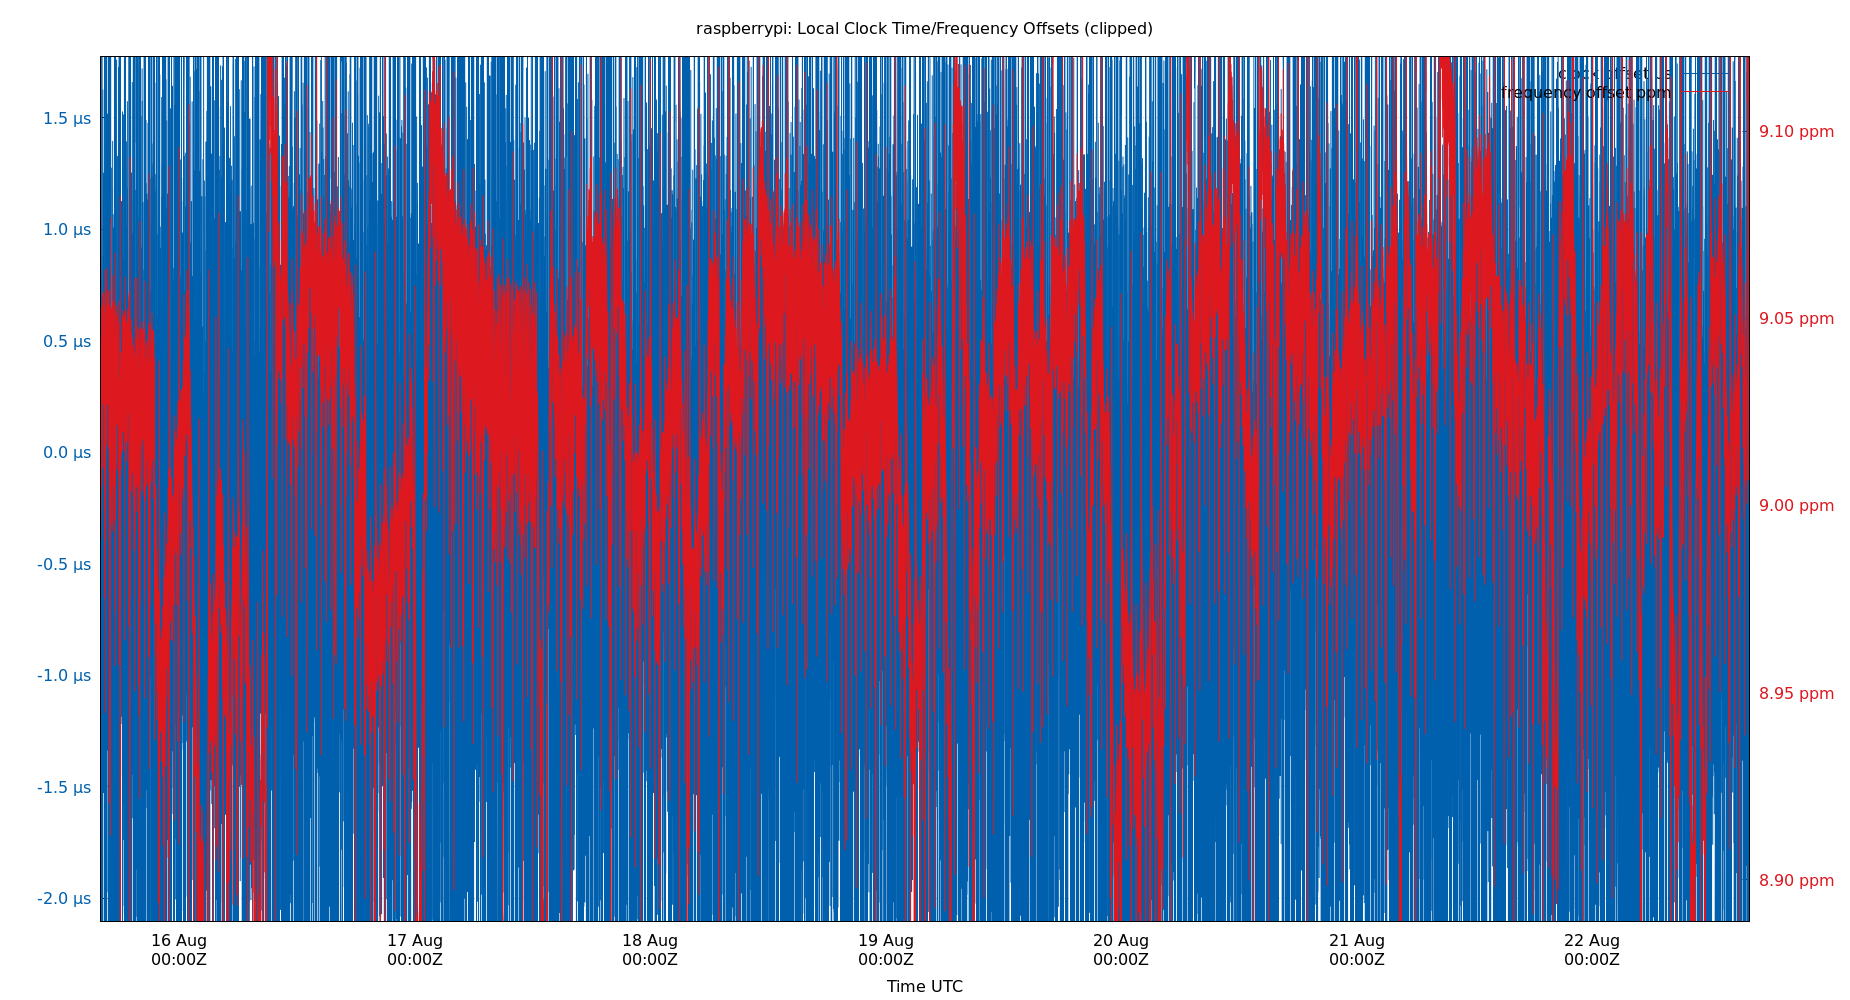 raspberrypi: Local Clock Time/Frequency Offsets (clipped)
clock offset µs
frequency offset ppm
1.5 µs
1.0 µs
0.5 µs
0.0 µs
-0.5 µs
-1.0 µs
-1.5 µs
-2.0 µs
9.10 ppm
9.05 ppm
9.00 ppm
8.95 ppm
8.90 ppm
16 Aug 17 Aug 18 Aug 19 Aug 20 Aug 21 Aug 22 Aug
00:00Z 00:00Z 00:00Z 00:00Z 00:00Z 00:00Z 00:00Z
Time UTC